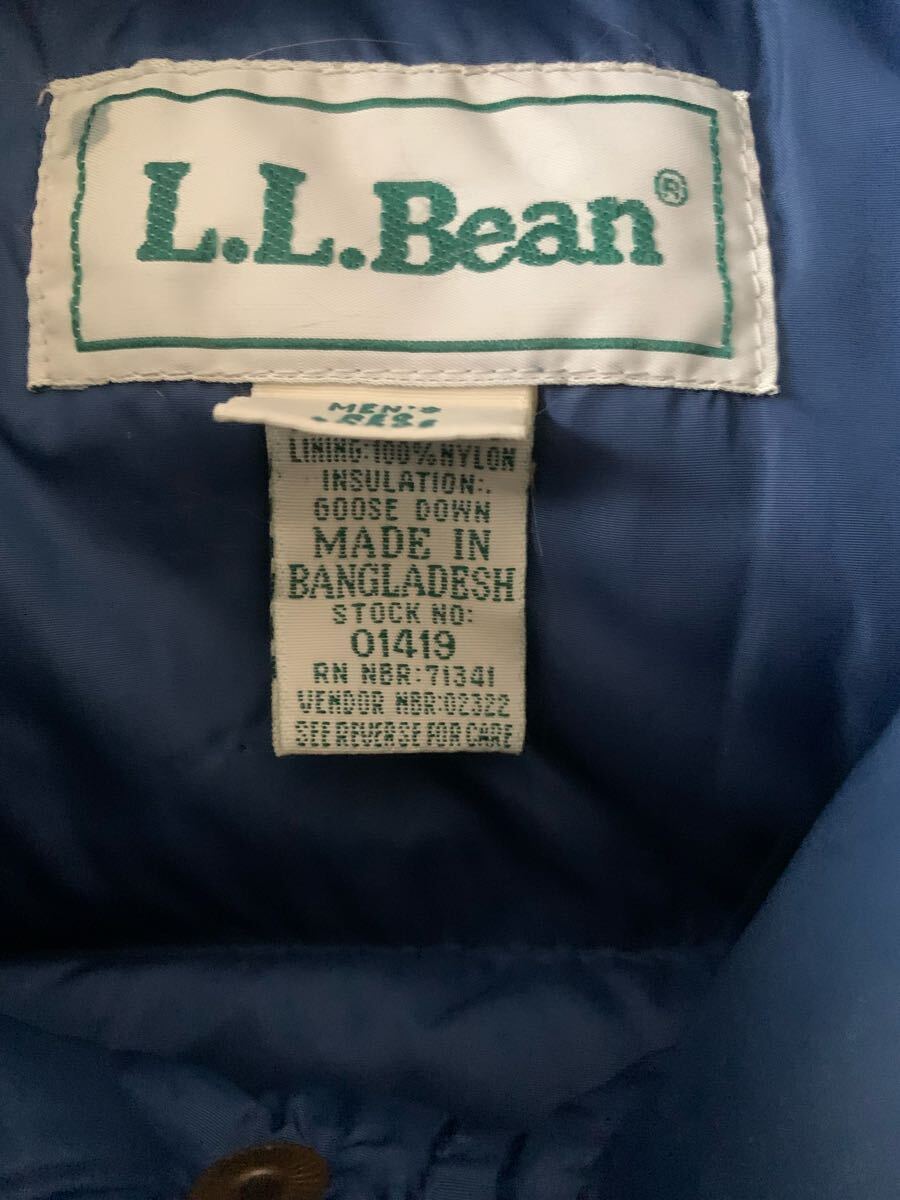 L.L.Bean®
MEN'S
LINING: 100% NYLON
INSULATION:.
GOOSE DOWN
MADE IN
BANGLADESH
STOCK NO:
01419
RN NBR:71341
VENDOR NBR:02322
SEE REVERSE FOR CARE